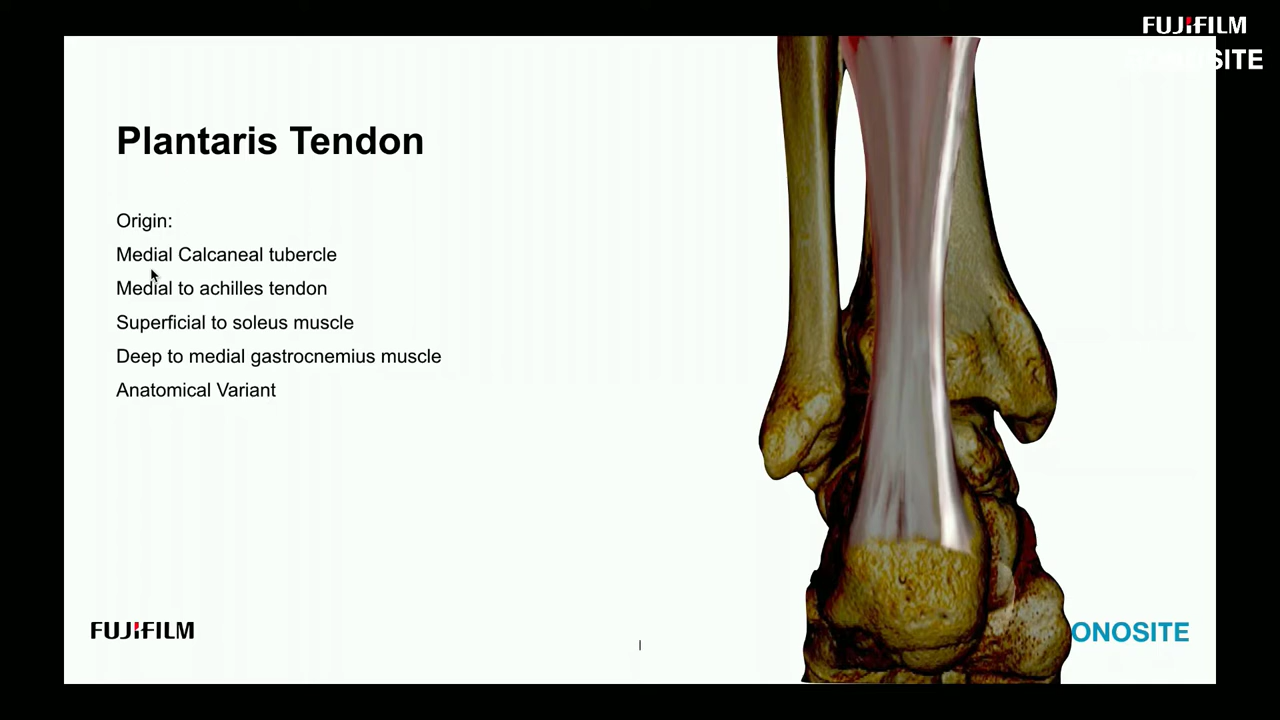 FUJIFILM
SITE
Plantaris Tendon
Origin:
Medial Calcaneal tubercle
Medial to achilles tendon
Superficial to soleus muscle
Deep to medial gastrocnemius muscle
Anatomical Variant
FUJIFILM
ONOSITE